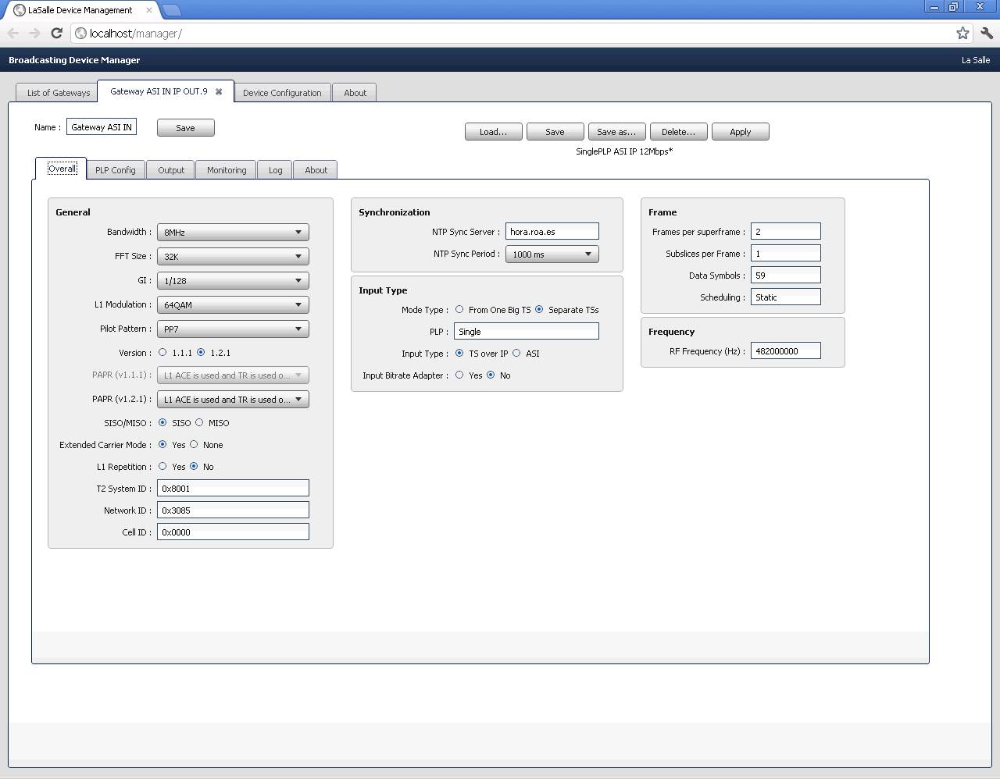 LaSalle Device Management
localhost/manager/
Broadcasting Device Manager La Salle
List of Gateways Gateway ASI IN IP OUT.9 Device Configuration About
Name : Gateway ASI IN Save Load... Save Save as... Delete... Apply
SinglePLP ASI IP 12Mbps*
Overall PLP Config Output Monitoring Log About
General
Bandwidth : 8MHz
FFT Size : 32K
GI : 1/128
L1 Modulation : 64QAM
Pilot Pattern : PP7
Version : 1.1.1 1.2.1
PAPR (v1.1.1) : L1 ACE is used and TR is used o...
PAPR (v1.2.1) : L1 ACE is used and TR is used o...
SISO/MISO : SISO MISO
Extended Carrier Mode : Yes None
L1 Repetition : Yes No
T2 System ID : 0x8001
Network ID : 0x3085
Cell ID : 0x0000
Synchronization
NTP Sync Server : hora.roa.es
NTP Sync Period : 1000 ms
Input Type
Mode Type : From One Big TS Separate TSs
PLP : Single
Input Type : TS over IP ASI
Input Bitrate Adapter : Yes No
Frame
Frames per superframe : 2
Subslices per Frame : 1
Data Symbols : 59
Scheduling : Static
Frequency
RF Frequency (Hz) : 482000000